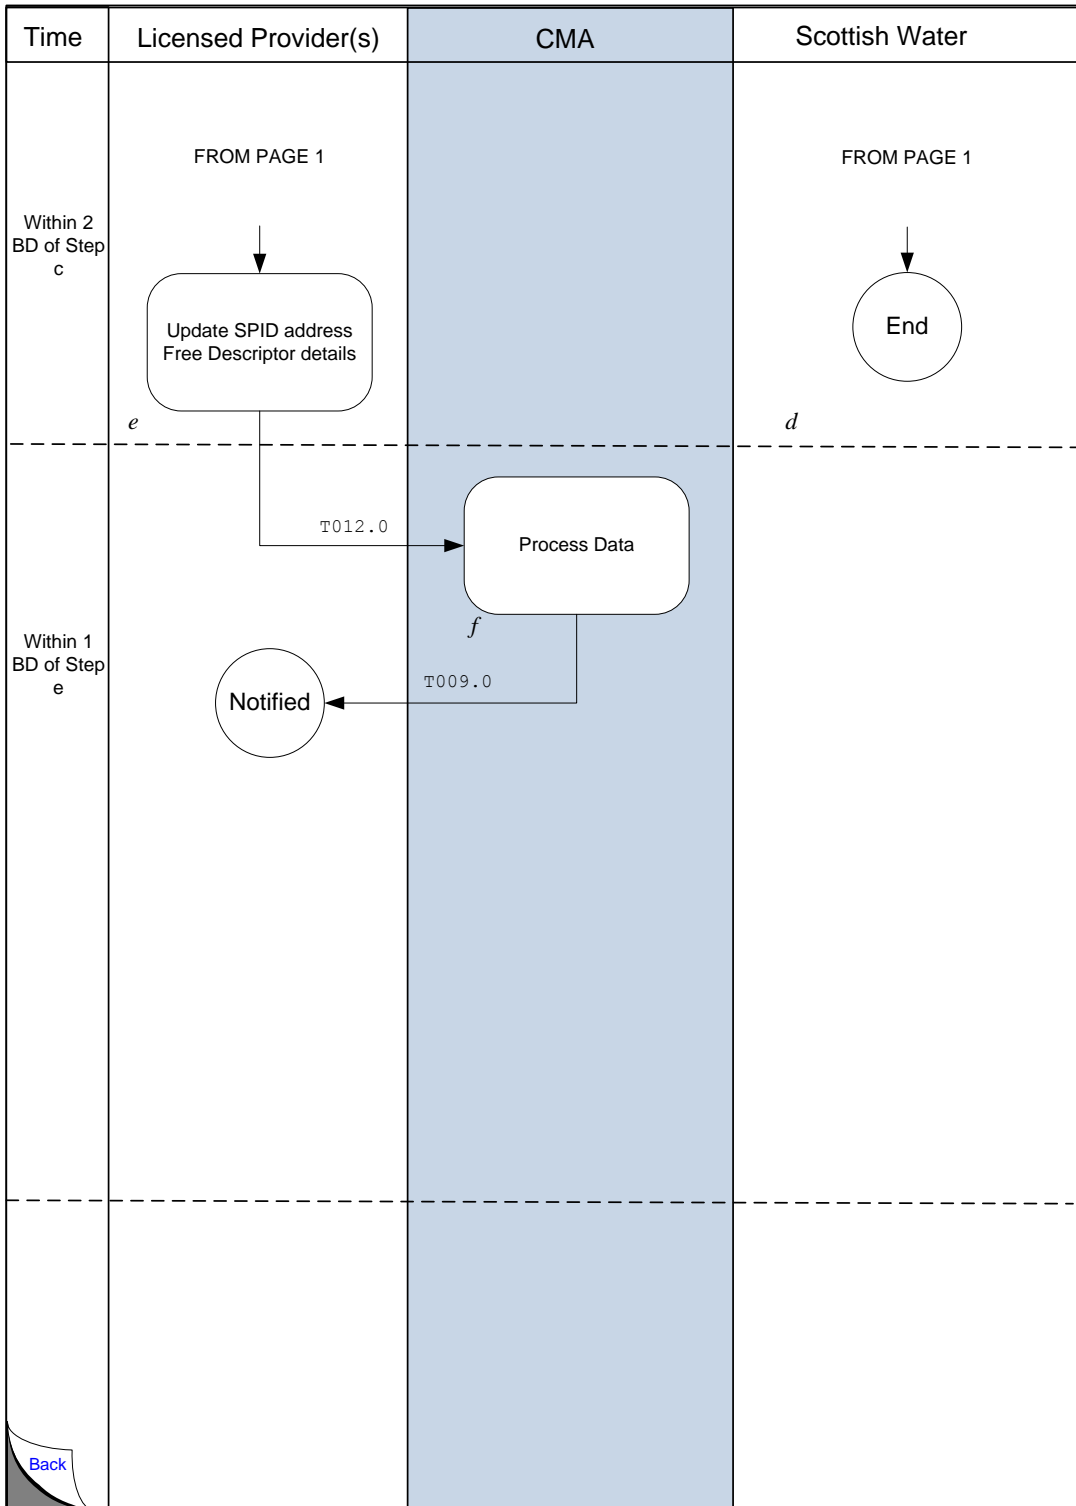 Time
Licensed Provider(s)
CMA
Scottish Water
FROM PAGE 1
FROM PAGE 1
Within 2
BD of Step
c
Update SPID address
Free Descriptor details
End
e
d
T012.0
Process Data
f
Within 1
BD of Step
e
T009.0
Notified
Back